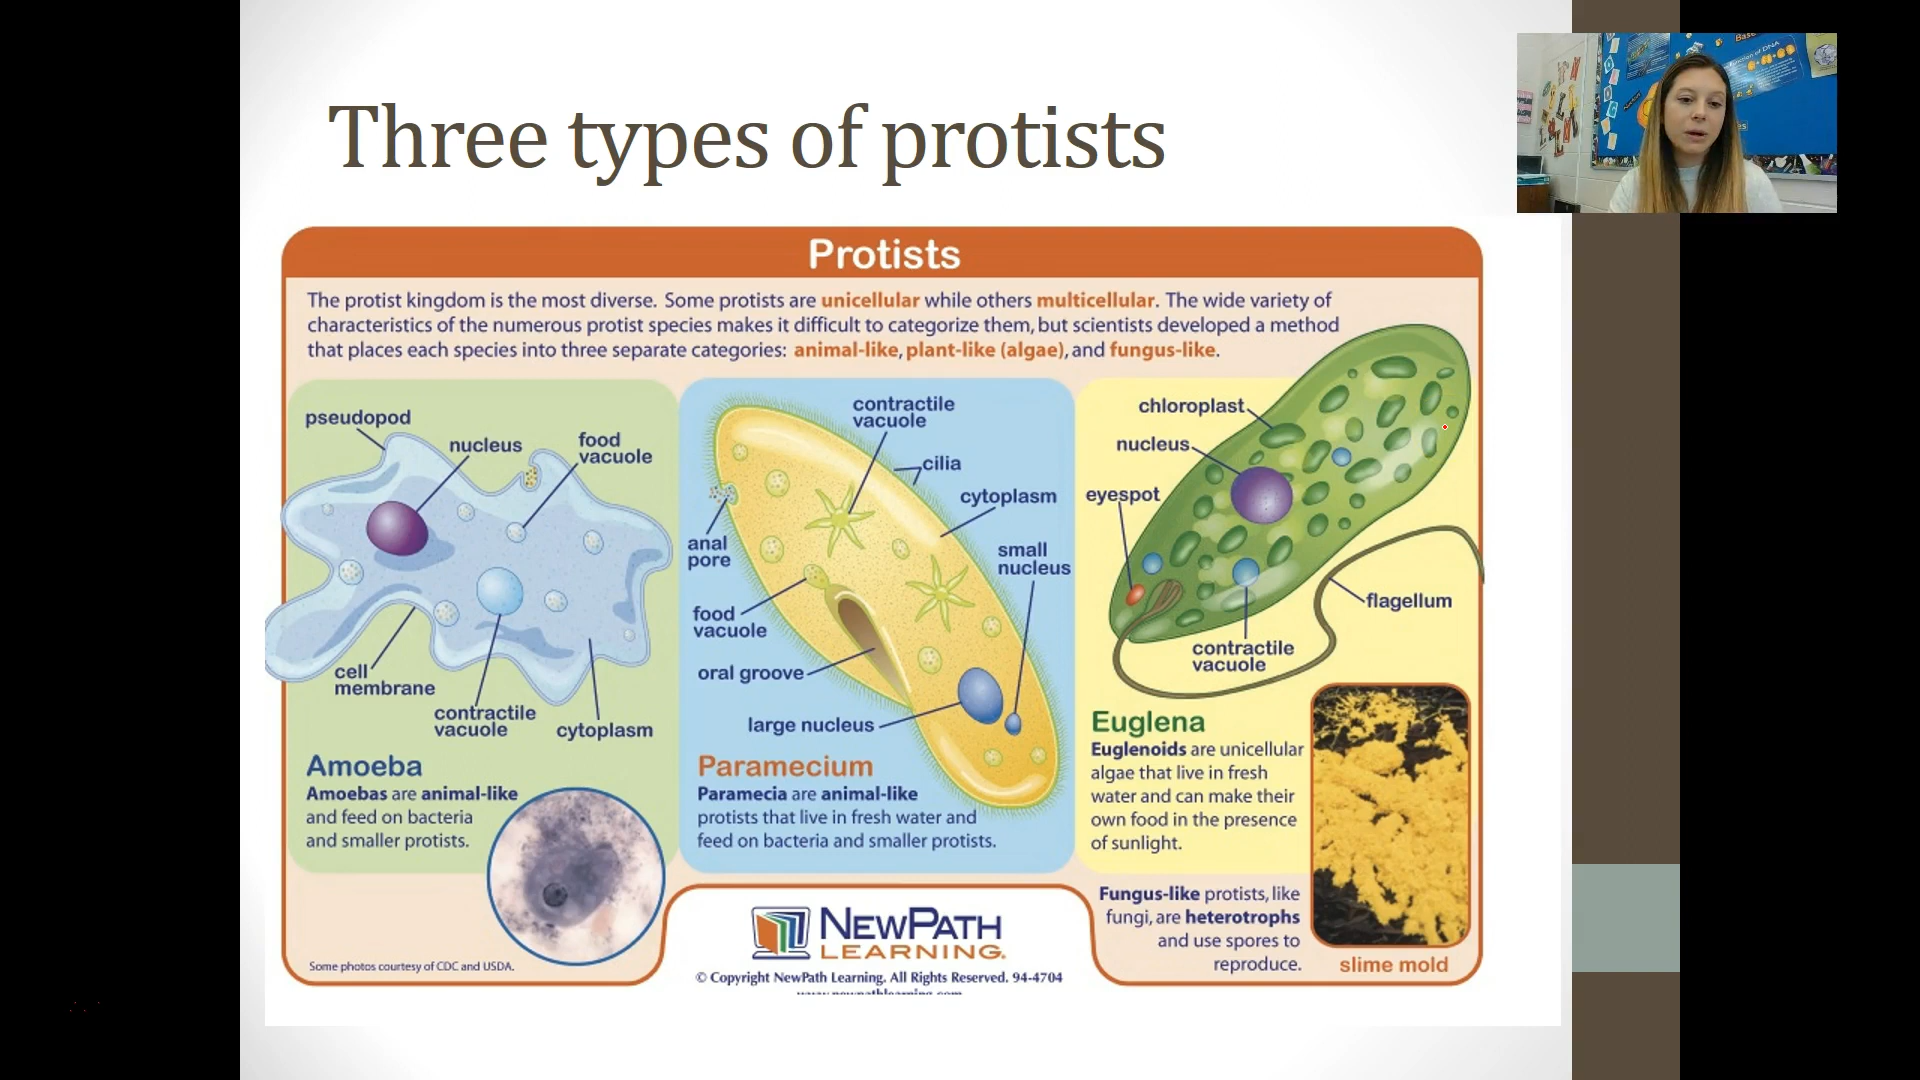 Three types of protists
Protists
The protist kingdom is the most diverse. Some protists are unicellular while others multicellular. The wide variety of
characteristics of the numerous protist species makes it difficult to categorize them, but scientists developed a method
that places each species into three separate categories: animal-like, plant-like (algae), and fungus-like.
pseudopod
nucleus
food
vacuole
cell
membrane
contractile
vacuole
cytoplasm
Amoeba
Amoebas are animal-like
and feed on bacteria
and smaller protists.
Some photos courtesy of CDC and USDA.
contractile
vacuole
cilia
cytoplasm
anal
pore
small
nucleus
food
vacuole
oral groove
large nucleus
Paramecium
Paramecia are animal-like
protists that live in fresh water and
feed on bacteria and smaller protists.
NEWPATH
LEARNING®
© Copyright NewPath Learning. All Rights Reserved. 94-4704
www.newpathlearning.com
chloroplast
nucleus
eyespot
flagellum
contractile
vacuole
Euglena
Euglenoids are unicellular
algae that live in fresh
water and can make their
own food in the presence
of sunlight.
Fungus-like protists, like
fungi, are heterotrophs
and use spores to
reproduce.
slime mold